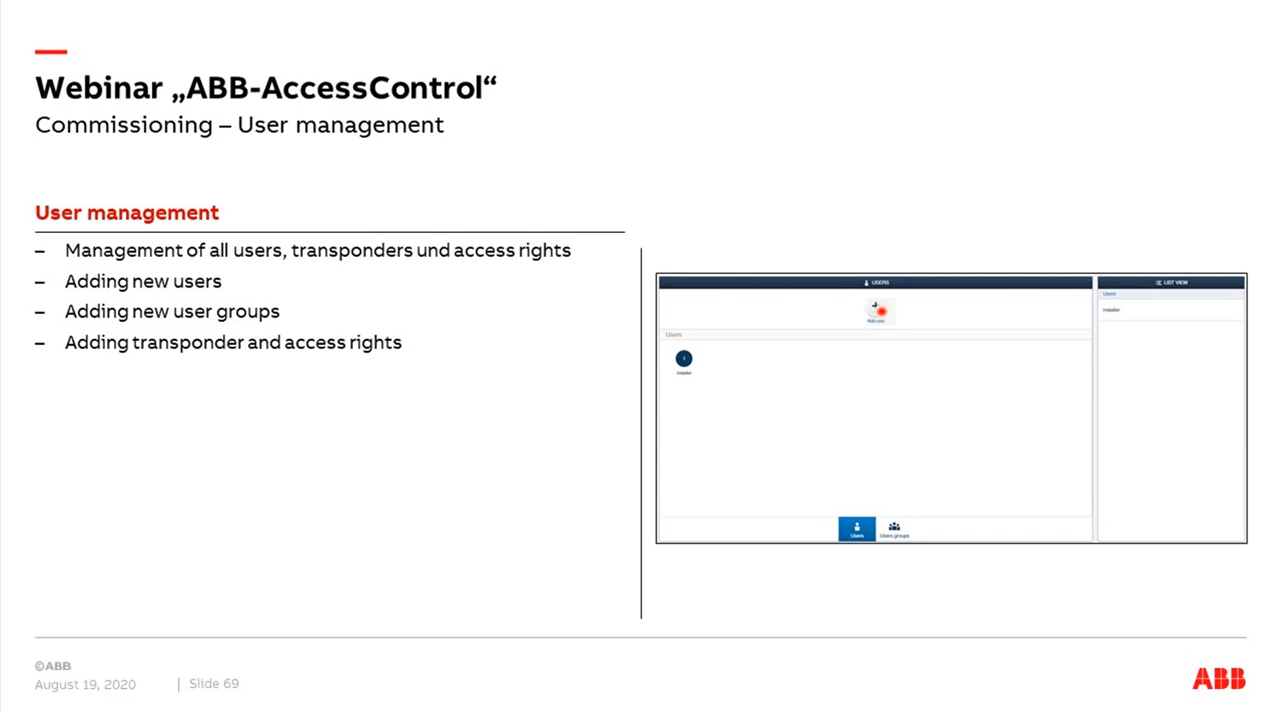 Webinar „ABB-AccessControl“
Commissioning – User management
User management
– Management of all users, transponders und access rights
– Adding new users
– Adding new user groups
– Adding transponder and access rights
USERS
Add user
Users
installer
Users
Users groups
LIST VIEW
Users
installer
©ABB
August 19, 2020 | Slide 69
ABB